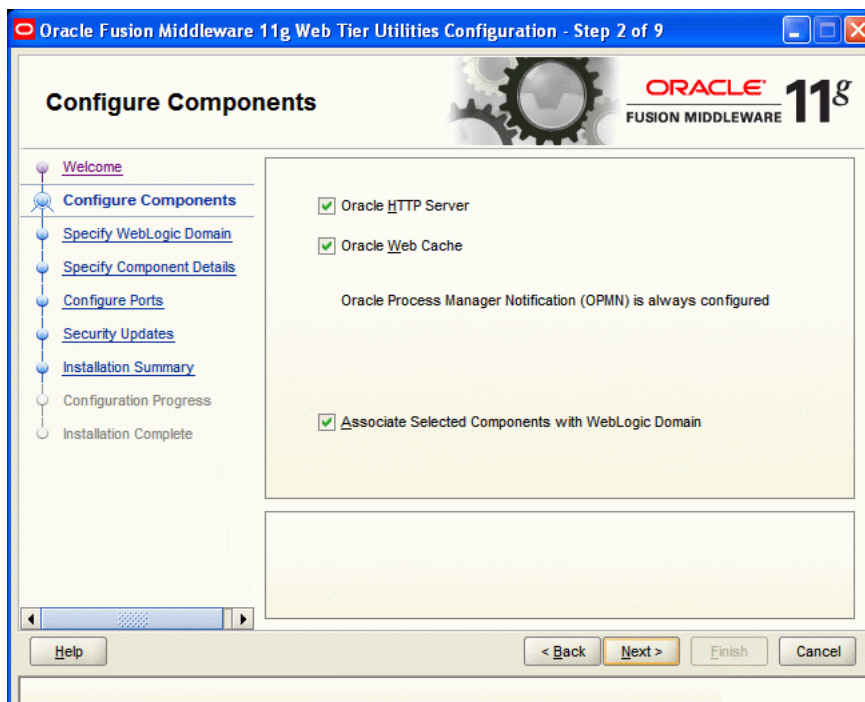 Oracle Fusion Middleware 11g Web Tier Utilities Configuration - Step 2 of 9
Configure Components
ORACLE
FUSION MIDDLEWARE
11g
Welcome
Configure Components
Specify WebLogic Domain
Specify Component Details
Configure Ports
Security Updates
Installation Summary
Configuration Progress
Installation Complete
Oracle HTTP Server
Oracle Web Cache
Oracle Process Manager Notification (OPMN) is always configured
Associate Selected Components with WebLogic Domain
Help
< Back
Next >
Finish
Cancel